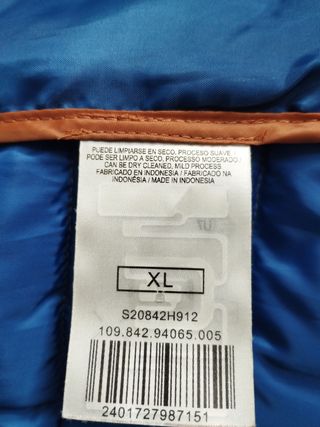 PUEDE LIMPIARSE EN SECO, PROCESO SUAVE. /
PODE SER LIMPO A SECO, PROCESSO MODERADO /
CAN BE DRY CLEANED, MILD PROCESS
FABRICADO EN INDONESIA / FABRICADO NA
INDONÉSIA / MADE IN INDONESIA
U7
XL
S20842H912
109.842.94065.005
2401727987151